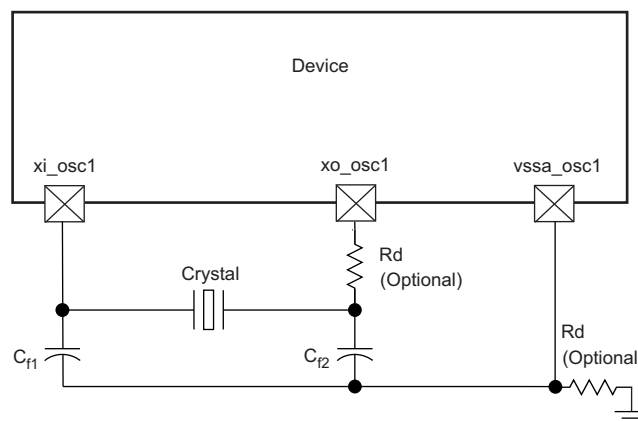 Device
xi_osc1
xo_osc1
vssa_osc1
Rd
(Optional)
Crystal
Rd
(Optional
Cf1
Cf2